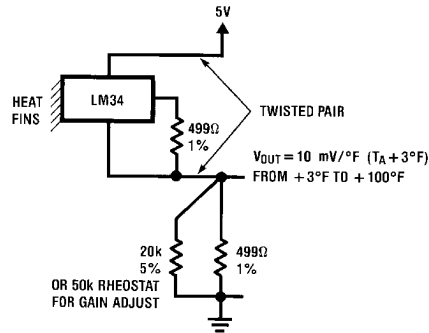 5V
HEAT
FINS
LM34
TWISTED PAIR
499Ω
1%
VOUT = 10 mV/°F (TA + 3°F)
FROM + 3°F TO + 100°F
20k
5%
499Ω
1%
OR 50k RHEOSTAT
FOR GAIN ADJUST